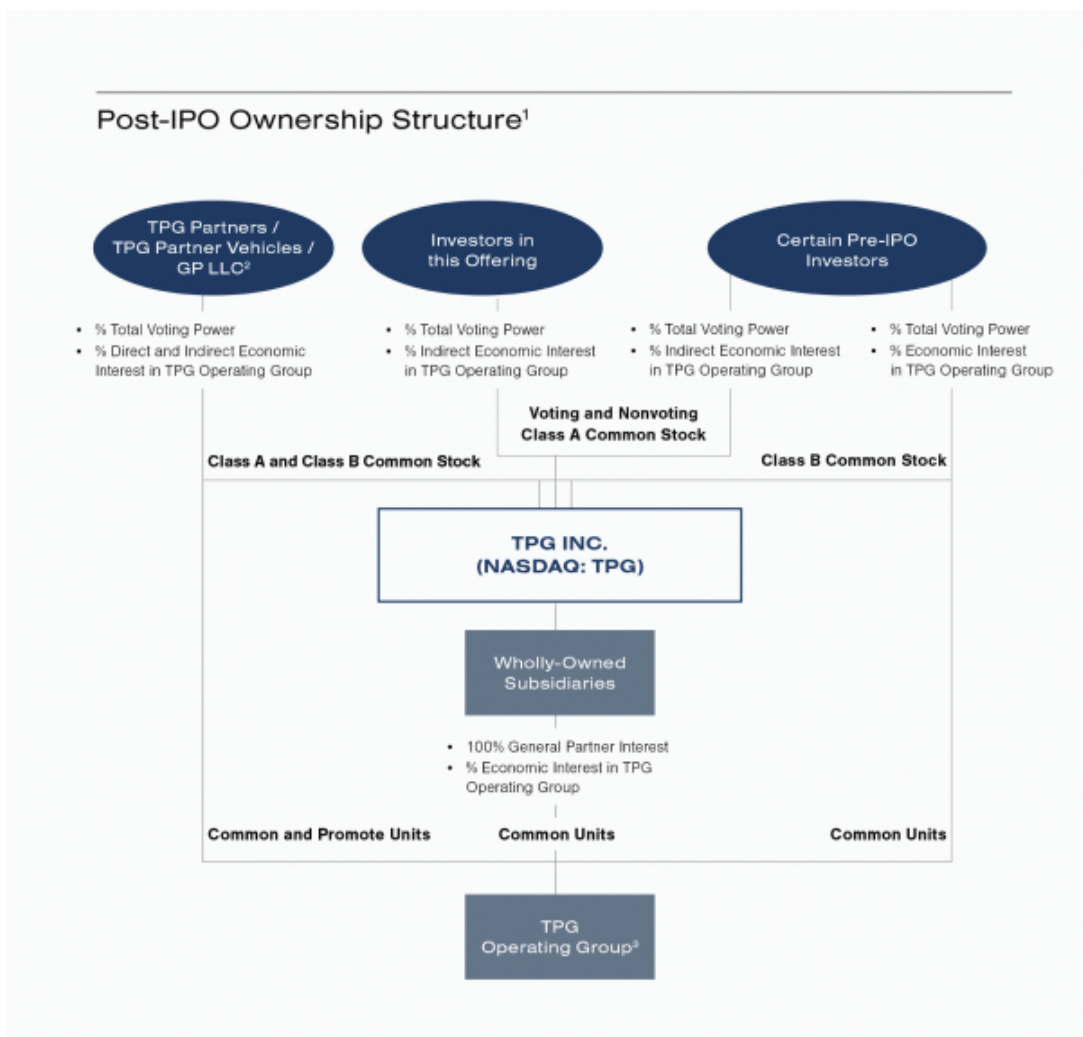 Post-IPO Ownership Structure¹
TPG Partners /
TPG Partner Vehicles /
GP LLC²
Investors in
this Offering
Certain Pre-IPO
Investors
• % Total Voting Power
• % Direct and Indirect Economic
Interest in TPG Operating Group
• % Total Voting Power
• % Indirect Economic Interest
in TPG Operating Group
• % Total Voting Power
• % Indirect Economic Interest
in TPG Operating Group
• % Total Voting Power
• % Economic Interest
in TPG Operating Group
Voting and Nonvoting
Class A Common Stock
Class A and Class B Common Stock
Class B Common Stock
TPG INC.
(NASDAQ: TPG)
Wholly-Owned
Subsidiaries
• 100% General Partner Interest
• % Economic Interest in TPG
Operating Group
Common and Promote Units
Common Units
Common Units
TPG
Operating Group³